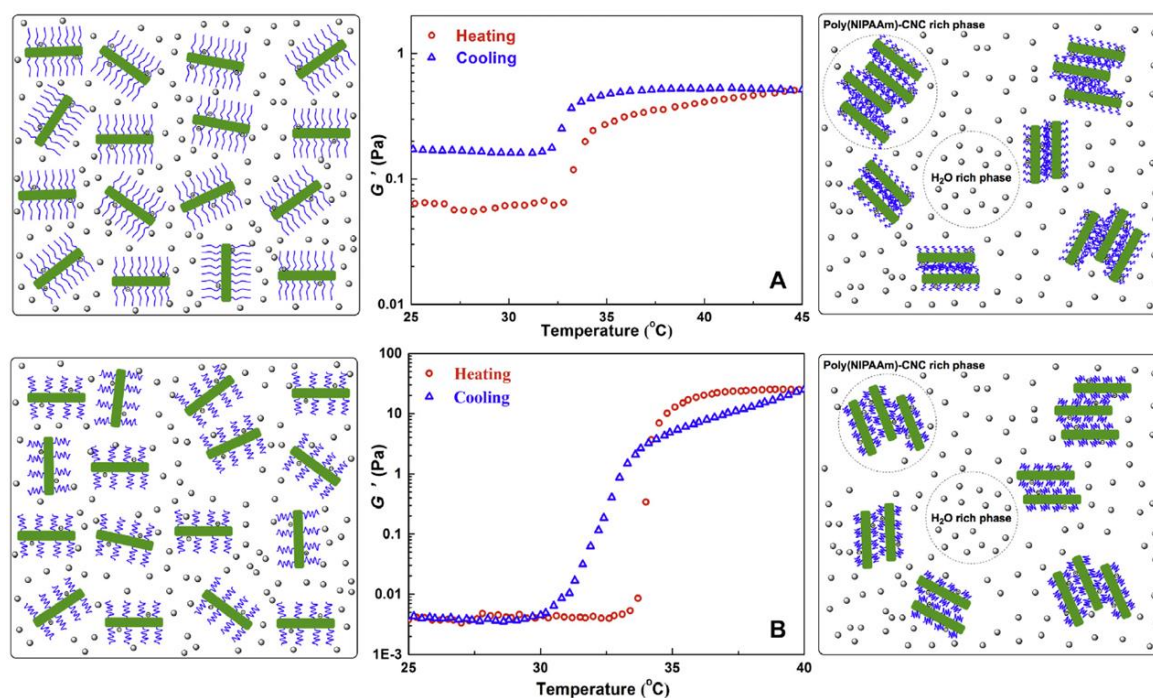 Poly(NIPAAm)-CNC rich phase
H₂O rich phase
G' (Pa)
1
0.1
0.01
Heating
Cooling
A
25
30
35
40
45
Temperature (°C)
Poly(NIPAAm)-CNC rich phase
H₂O rich phase
G' (Pa)
100
10
1
0.1
0.01
1E-3
Heating
Cooling
B
25
30
35
40
Temperature (°C)